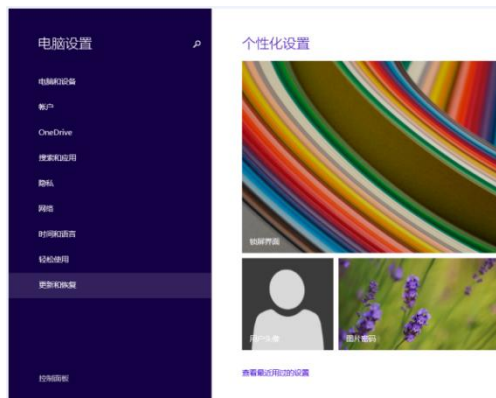 电脑设置
电脑和设备
帐户
OneDrive
搜索和应用
隐私
网络
时间和语言
轻松使用
更新和恢复
控制面板
个性化设置
锁屏界面
用户头像
图片密码
查看最近用过的设置